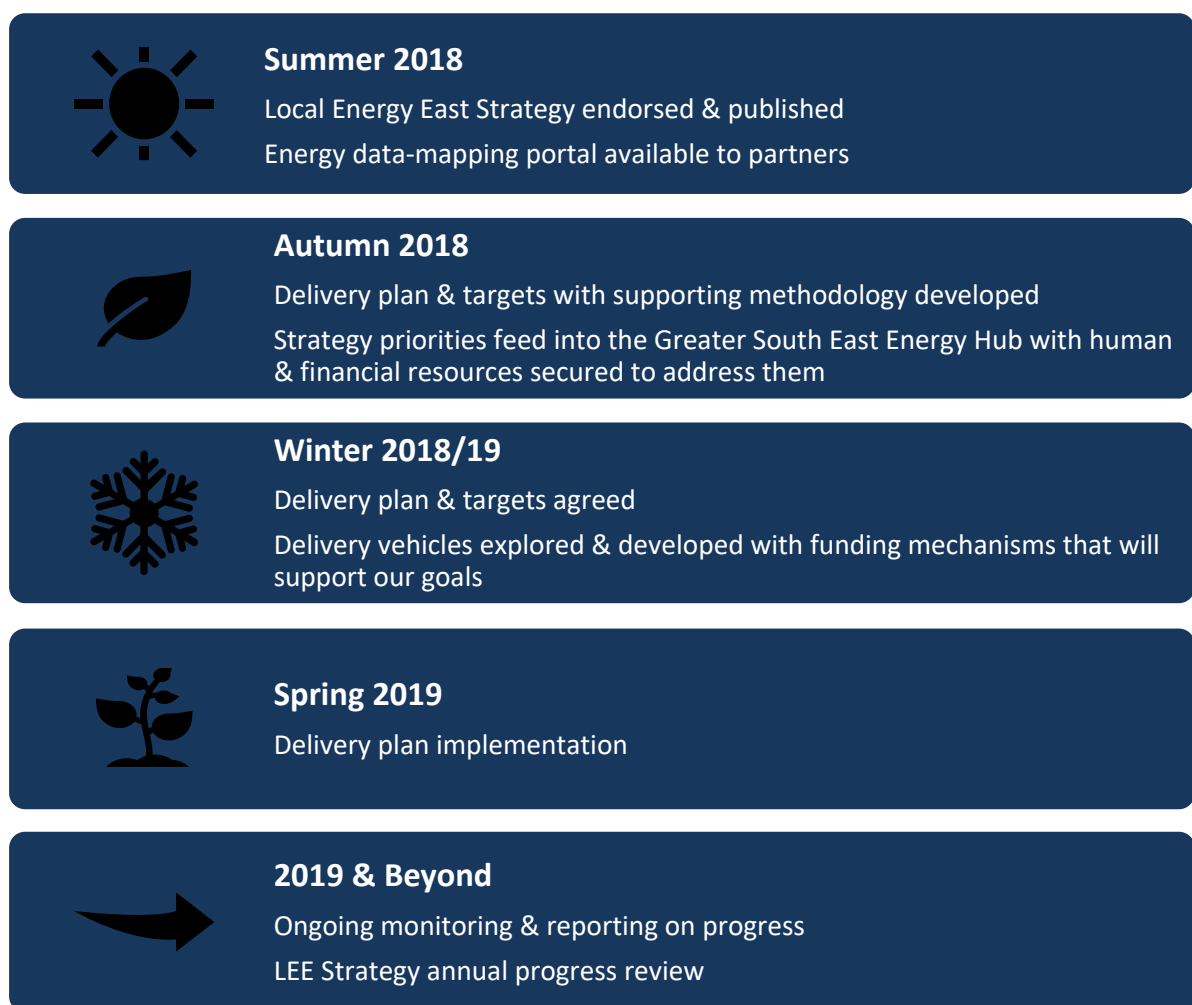 Summer 2018
Local Energy East Strategy endorsed & published
Energy data-mapping portal available to partners
Autumn 2018
Delivery plan & targets with supporting methodology developed
Strategy priorities feed into the Greater South East Energy Hub with human
& financial resources secured to address them
Winter 2018/19
Delivery plan & targets agreed
Delivery vehicles explored & developed with funding mechanisms that will
support our goals
Spring 2019
Delivery plan implementation
2019 & Beyond
Ongoing monitoring & reporting on progress
LEE Strategy annual progress review